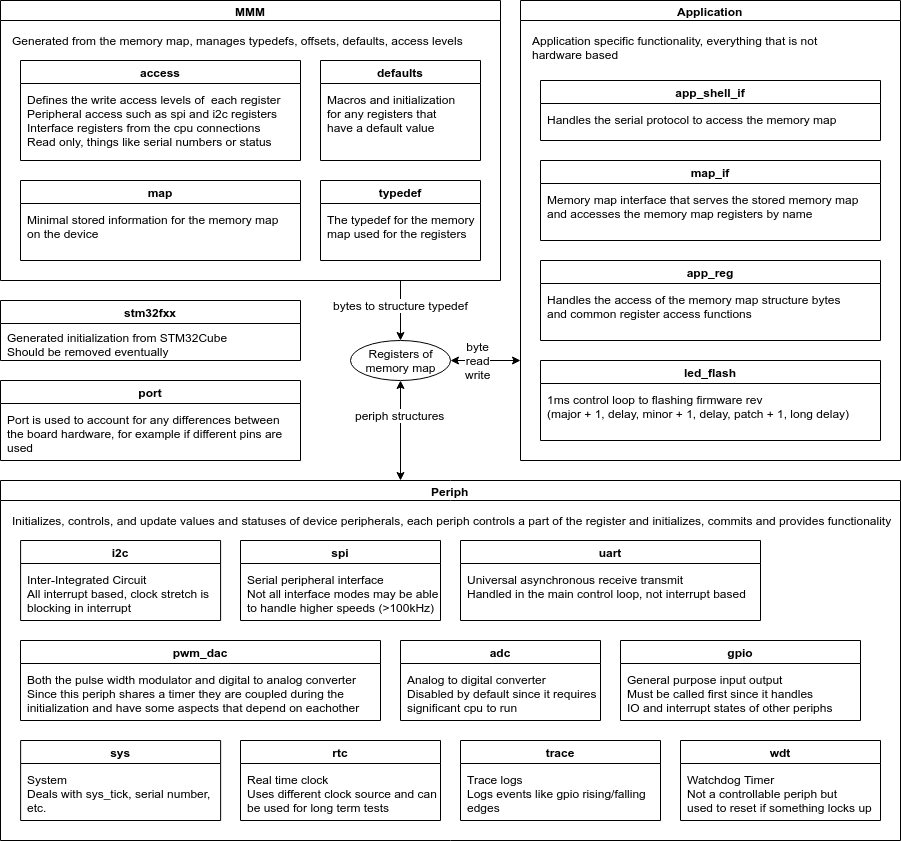 MMM
Generated from the memory map, manages typedefs, offsets, defaults, access levels
access
Defines the write access levels of each register
Peripheral access such as spi and i2c registers
Interface registers from the cpu connections
Read only, things like serial numbers or status
defaults
Macros and initialization
for any registers that
have a default value
map
Minimal stored information for the memory map
on the device
typedef
The typedef for the memory
map used for the registers
Application
Application specific functionality, everything that is not
hardware based
app_shell_if
Handles the serial protocol to access the memory map
map_if
Memory map interface that serves the stored memory map
and accesses the memory map registers by name
app_reg
Handles the access of the memory map structure bytes
and common register access functions
led_flash
1ms control loop to flashing firmware rev
(major + 1, delay, minor + 1, delay, patch + 1, long delay)
stm32fxx
Generated initialization from STM32Cube
Should be removed eventually
port
Port is used to account for any differences between
the board hardware, for example if different pins are
used
bytes to structure typedef
Registers of
memory map
byte
read
write
periph structures
Periph
Initializes, controls, and update values and statuses of device peripherals, each periph controls a part of the register and initializes, commits and provides functionality
i2c
Inter-Integrated Circuit
All interrupt based, clock stretch is
blocking in interrupt
spi
Serial peripheral interface
Not all interface modes may be able
to handle higher speeds (>100kHz)
uart
Universal asynchronous receive transmit
Handled in the main control loop, not interrupt based
pwm_dac
Both the pulse width modulator and digital to analog converter
Since this periph shares a timer they are coupled during the
initialization and have some aspects that depend on eachother
adc
Analog to digital converter
Disabled by default since it requires
significant cpu to run
gpio
General purpose input output
Must be called first since it handles
IO and interrupt states of other periphs
sys
System
Deals with sys_tick, serial number,
etc.
rtc
Real time clock
Uses different clock source and can
be used for long term tests
trace
Trace logs
Logs events like gpio rising/falling
edges
wdt
Watchdog Timer
Not a controllable periph but
used to reset if something locks up